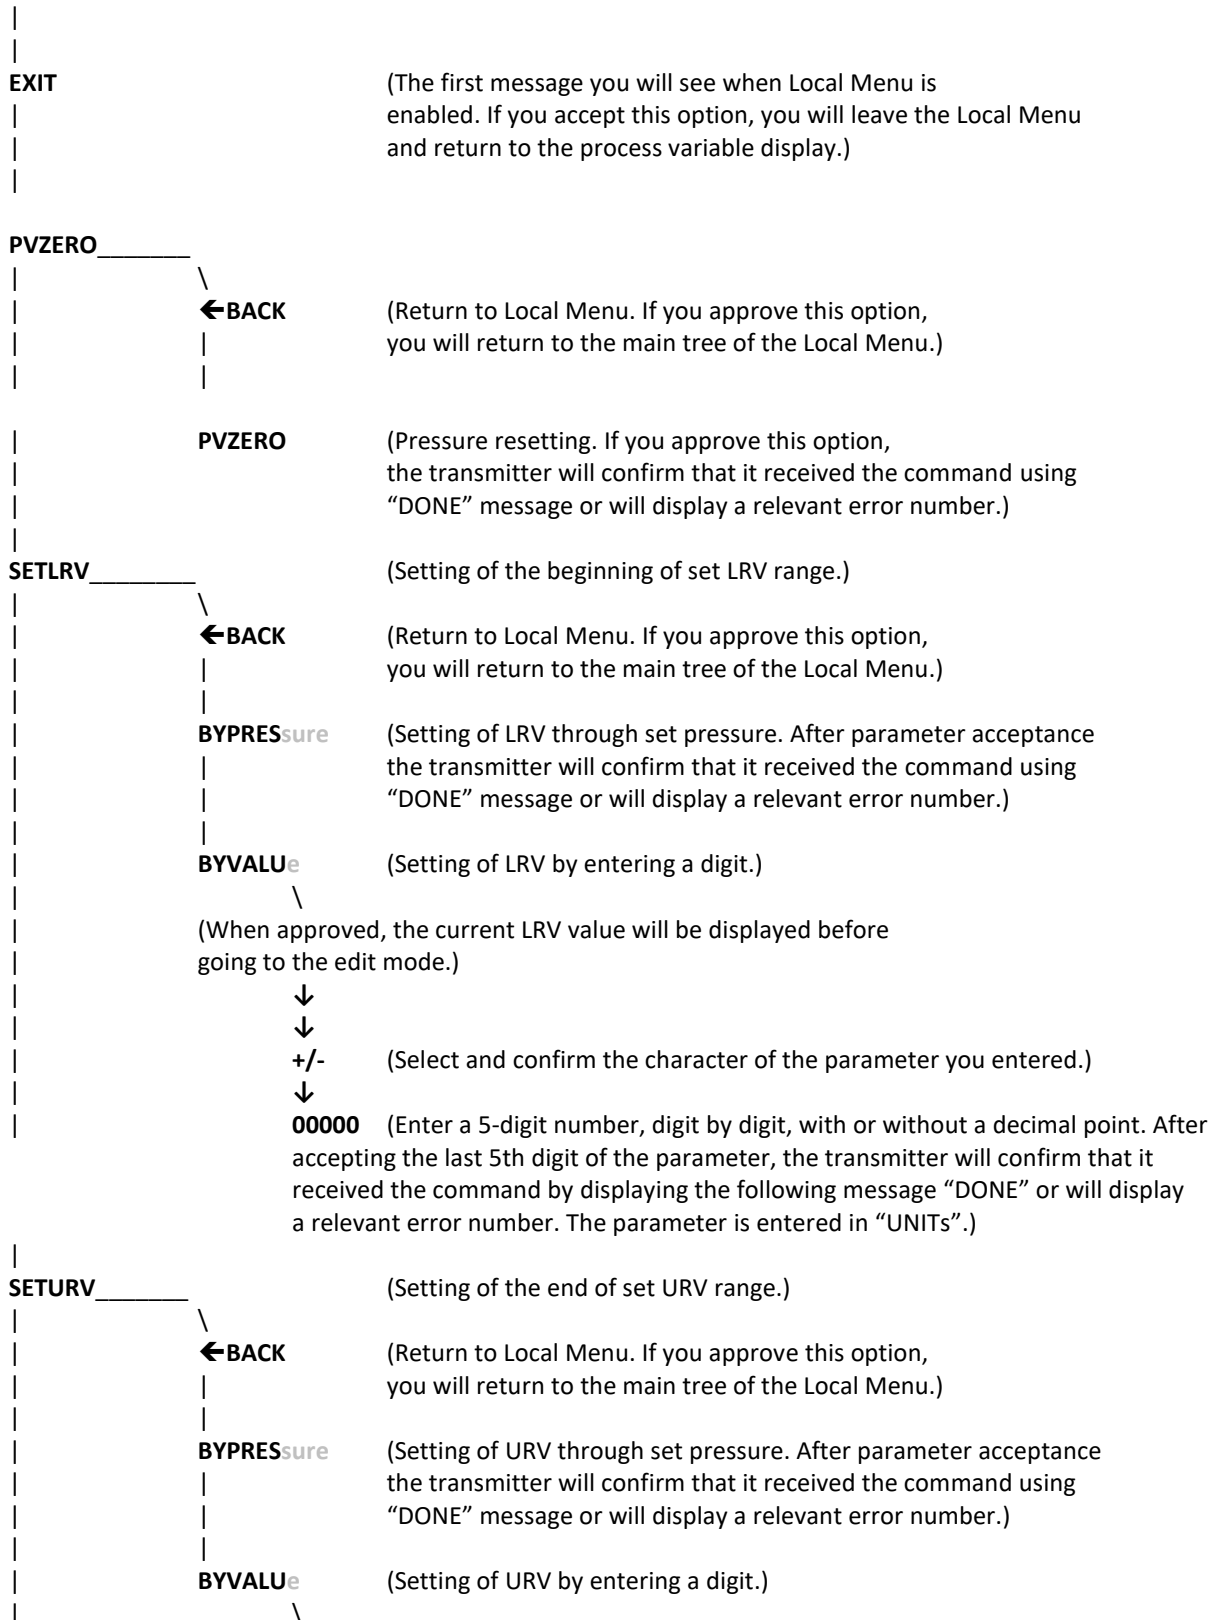 |
|
EXIT (The first message you will see when Local Menu is
| enabled. If you accept this option, you will leave the Local Menu
| and return to the process variable display.)
|
PVZERO_______
| \
| 🡰BACK (Return to Local Menu. If you approve this option,
| | you will return to the main tree of the Local Menu.)
| |
| PVZERO (Pressure resetting. If you approve this option,
| the transmitter will confirm that it received the command using
| “DONE” message or will display a relevant error number.)
|
SETLRV________ (Setting of the beginning of set LRV range.)
| \
| 🡰BACK (Return to Local Menu. If you approve this option,
| | you will return to the main tree of the Local Menu.)
| |
| BYPRESsure (Setting of LRV through set pressure. After parameter acceptance
| | the transmitter will confirm that it received the command using
| | “DONE” message or will display a relevant error number.)
| |
| BYVALUe (Setting of LRV by entering a digit.)
| \
| (When approved, the current LRV value will be displayed before
| going to the edit mode.)
| ↓
| ↓
| +/- (Select and confirm the character of the parameter you entered.)
| ↓
| 00000 (Enter a 5-digit number, digit by digit, with or without a decimal point. After
accepting the last 5th digit of the parameter, the transmitter will confirm that it
received the command by displaying the following message “DONE” or will display
a relevant error number. The parameter is entered in “UNITs”.)
|
SETURV_______ (Setting of the end of set URV range.)
| \
| 🡰BACK (Return to Local Menu. If you approve this option,
| | you will return to the main tree of the Local Menu.)
| |
| BYPRESsure (Setting of URV through set pressure. After parameter acceptance
| | the transmitter will confirm that it received the command using
| | “DONE” message or will display a relevant error number.)
| |
| BYVALUe (Setting of URV by entering a digit.)
| \